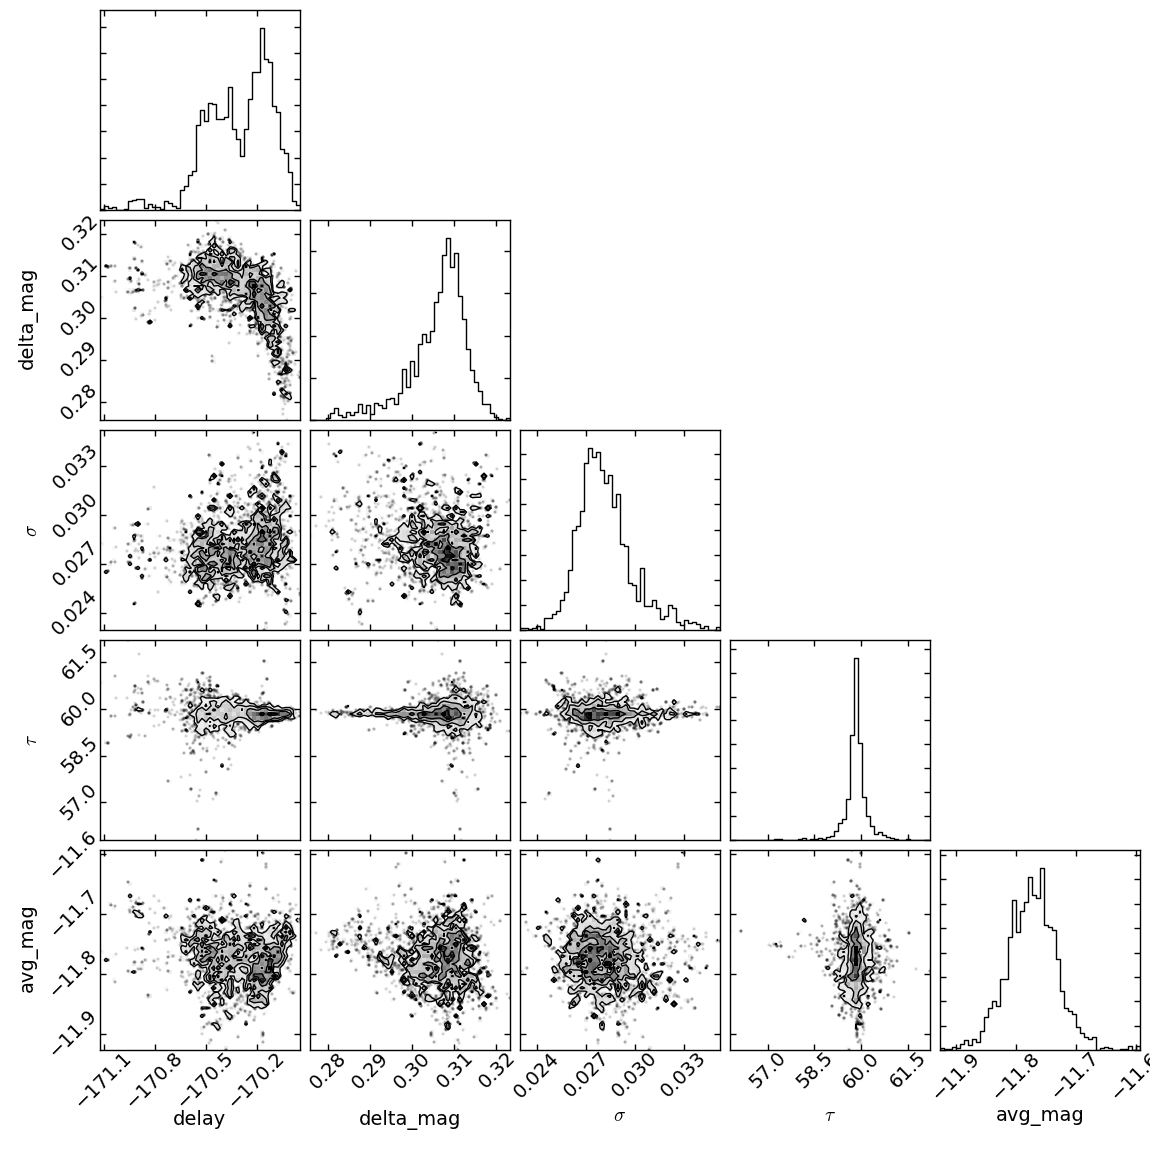 0.32
0.31
0.30
0.29
0.28
delta_mag
0.033
0.030
0.027
0.024
σ
61.5
60.0
58.5
57.0
τ
−11.6
−11.7
−11.8
−11.9
avg_mag
−171.1 −170.8 −170.5 −170.2
0.28 0.29 0.30 0.31 0.32
0.024 0.027 0.030 0.033
57.0 58.5 60.0 61.5
−11.9 −11.8 −11.7 −11.6
delay delta_mag σ τ avg_mag